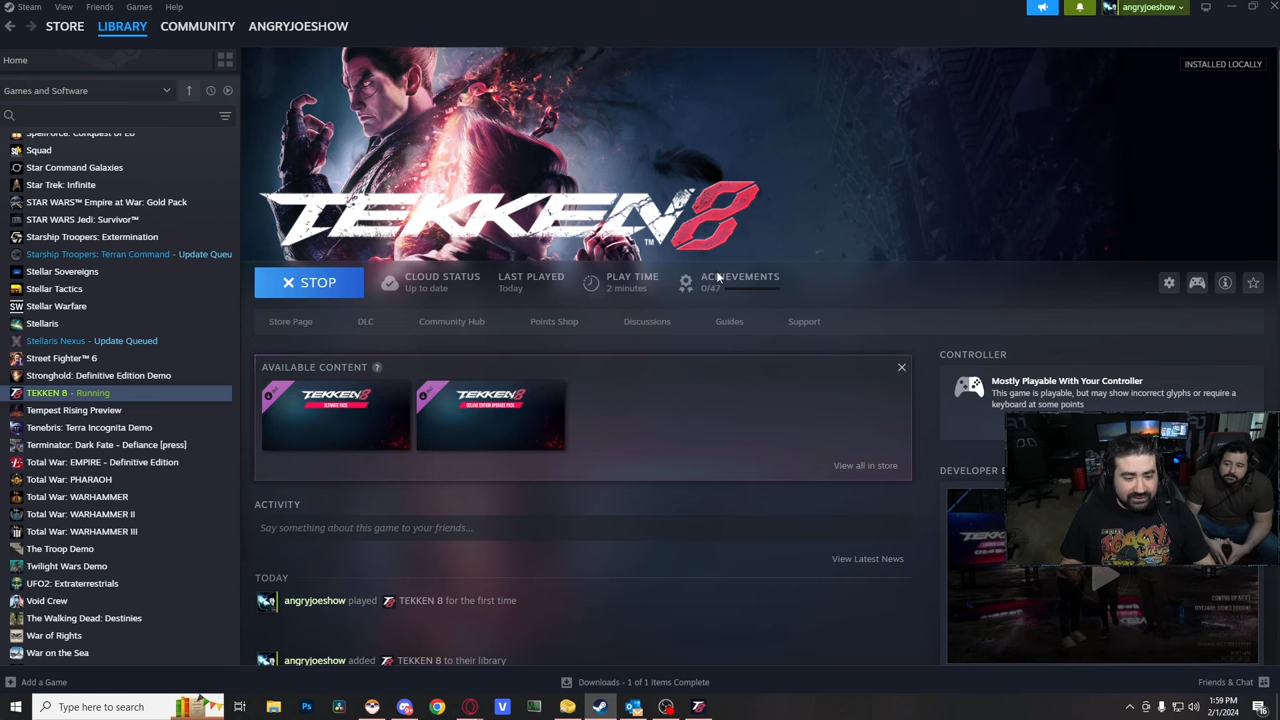 Steam View Friends Games Help
angryjoeshow
STORE LIBRARY COMMUNITY ANGRYJOESHOW
Home
Games and Software
Squad
Star Command Galaxies
Star Trek: Infinite
STAR WARS™ Empire at War: Gold Pack
STAR WARS Jedi: Survivor™
Starship Troopers: Extermination
Starship Troopers: Terran Command - Update Queu
Stellar Sovereigns
Stellar Tactics
SW Stellar Warfare
Stellaris
Stellaris Nexus - Update Queued
Street Fighter™ 6
Stronghold: Definitive Edition Demo
TEKKEN 8 - Running
Tempest Rising Preview
Tenebris: Terra Incognita Demo
Terminator: Dark Fate - Defiance [press]
Total War: EMPIRE - Definitive Edition
Total War: PHARAOH
Total War: WARHAMMER
Total War: WARHAMMER II
Total War: WARHAMMER III
The Troop Demo
Twilight Wars Demo
UFO2: Extraterrestrials
Void Crew
The Walking Dead: Destinies
War of Rights
War on the Sea
INSTALLED LOCALLY
TEKKEN 8
TM
STOP
CLOUD STATUS
Up to date
LAST PLAYED
Today
PLAY TIME
2 minutes
ACHIEVEMENTS
0/47
Store Page DLC Community Hub Points Shop Discussions Guides Support
AVAILABLE CONTENT ?
TEKKEN 8
ULTIMATE PACK
TEKKEN 8
DELUXE EDITION UPGRADE PACK
View all in store
ACTIVITY
Say something about this game to your friends...
View Latest News
TODAY
angryjoeshow played TEKKEN 8 for the first time
angryjoeshow added TEKKEN 8 to their library
CONTROLLER
Mostly Playable With Your Controller
This game is playable, but may show incorrect glyphs or require a
keyboard at some points
DEVELOPER
Add a Game
Downloads - 1 of 1 Items Complete
Friends & Chat
Type here to search
1:59 PM
2/1/2024